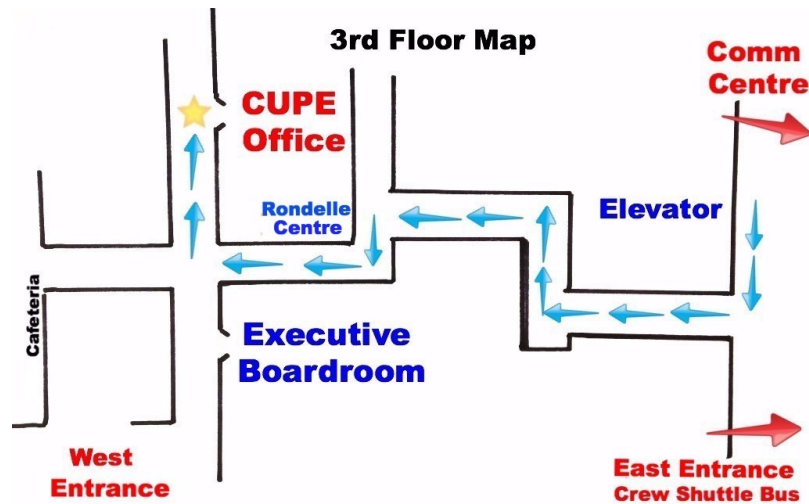 3rd Floor Map
Comm
Centre
CUPE
Office
Rondelle
Centre
Elevator
Cafeteria
Executive
Boardroom
West
Entrance
East Entrance
Crew Shuttle Bus